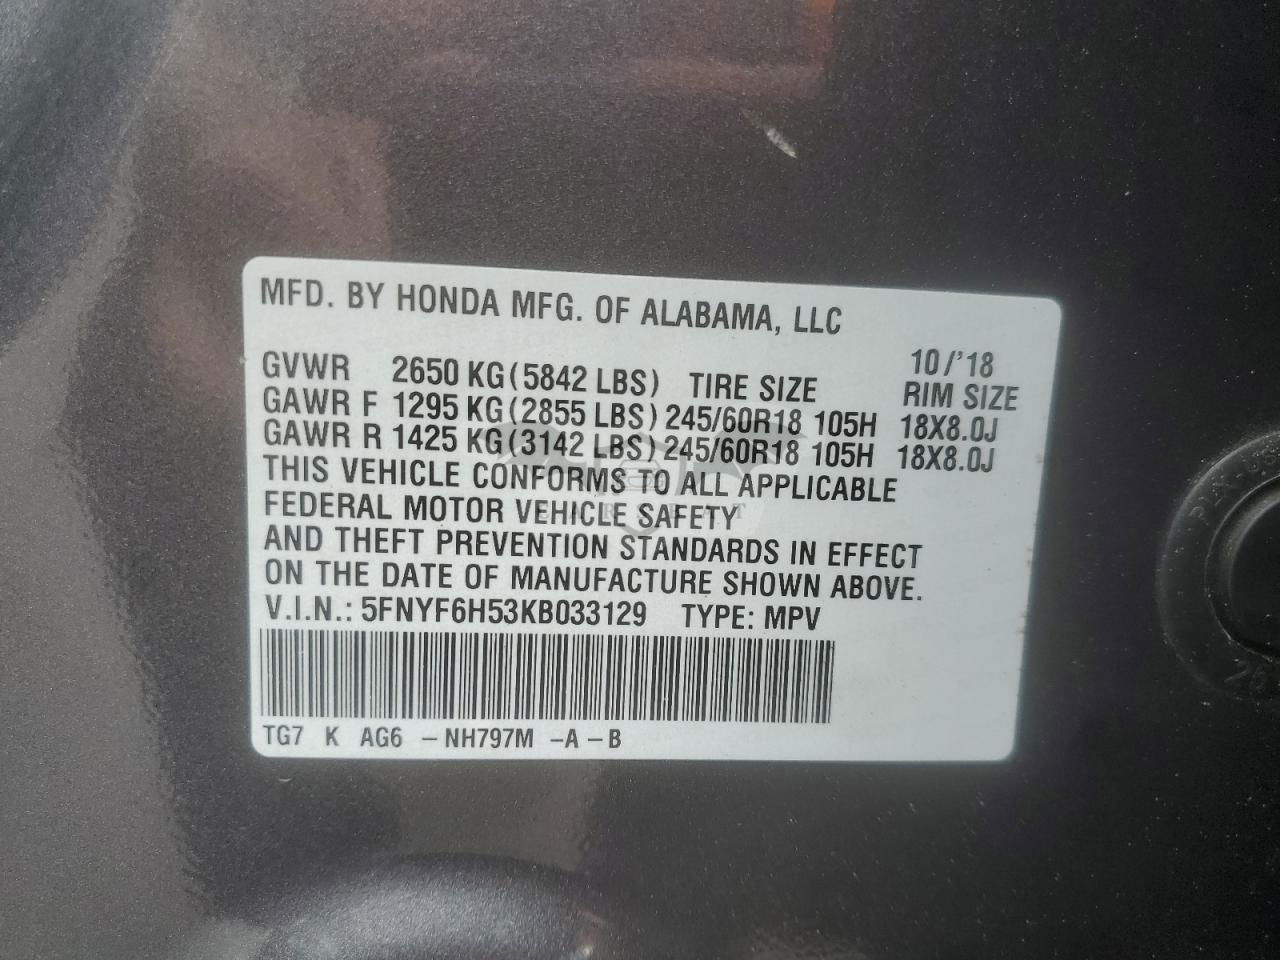 MFD. BY HONDA MFG. OF ALABAMA, LLC
10/'18
GVWR 2650 KG(5842 LBS) TIRE SIZE RIM SIZE
GAWR F 1295 KG(2855 LBS) 245/60R18 105H 18X8.0J
GAWR R 1425 KG(3142 LBS) 245/60R18 105H 18X8.0J
THIS VEHICLE CONFORMS TO ALL APPLICABLE
FEDERAL MOTOR VEHICLE SAFETY
AND THEFT PREVENTION STANDARDS IN EFFECT
ON THE DATE OF MANUFACTURE SHOWN ABOVE.
V.I.N.: 5FNYF6H53KB033129 TYPE: MPV
TG7 K AG6 –NH797M –A –B